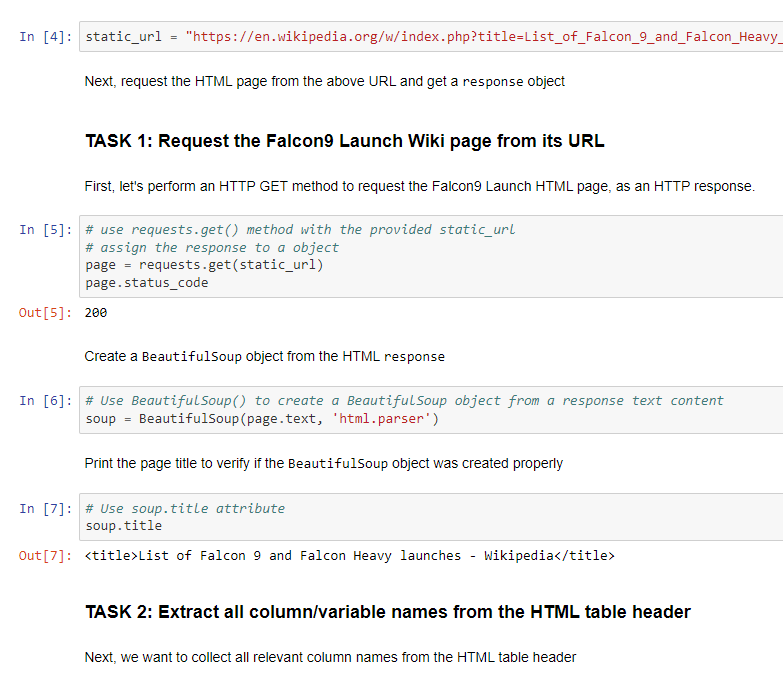 In [4]: static_url = "https://en.wikipedia.org/w/index.php?title=List_of_Falcon_9_and_Falcon_Heavy_
Next, request the HTML page from the above URL and get a response object
TASK 1: Request the Falcon9 Launch Wiki page from its URL
First, let's perform an HTTP GET method to request the Falcon9 Launch HTML page, as an HTTP response.
In [5]: # use requests.get() method with the provided static_url
# assign the response to a object
page = requests.get(static_url)
page.status_code
Out[5]: 200
Create a BeautifulSoup object from the HTML response
In [6]: # Use BeautifulSoup() to create a BeautifulSoup object from a response text content
soup = BeautifulSoup(page.text, 'html.parser')
Print the page title to verify if the BeautifulSoup object was created properly
In [7]: # Use soup.title attribute
soup.title
Out[7]: <title>List of Falcon 9 and Falcon Heavy launches - Wikipedia</title>
TASK 2: Extract all column/variable names from the HTML table header
Next, we want to collect all relevant column names from the HTML table header